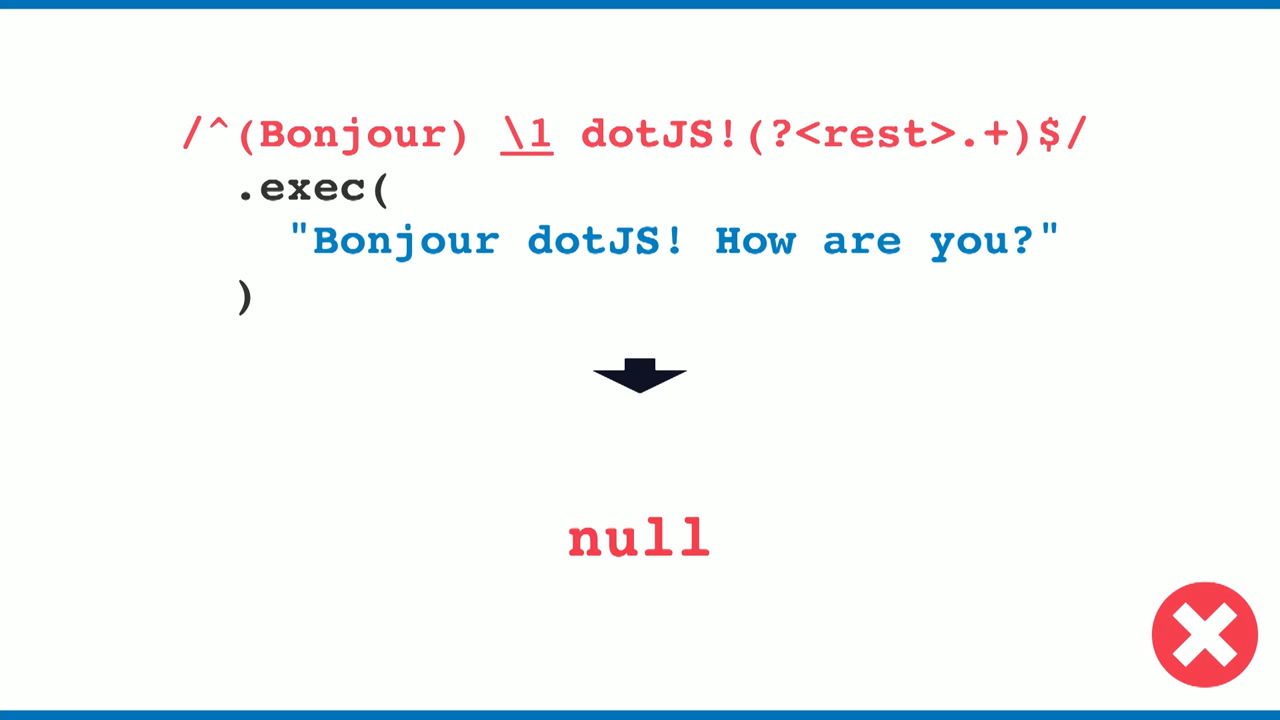 /^(Bonjour) \1 dotJS!(?<rest>.+)$/
.exec(
"Bonjour dotJS! How are you?"
)
null